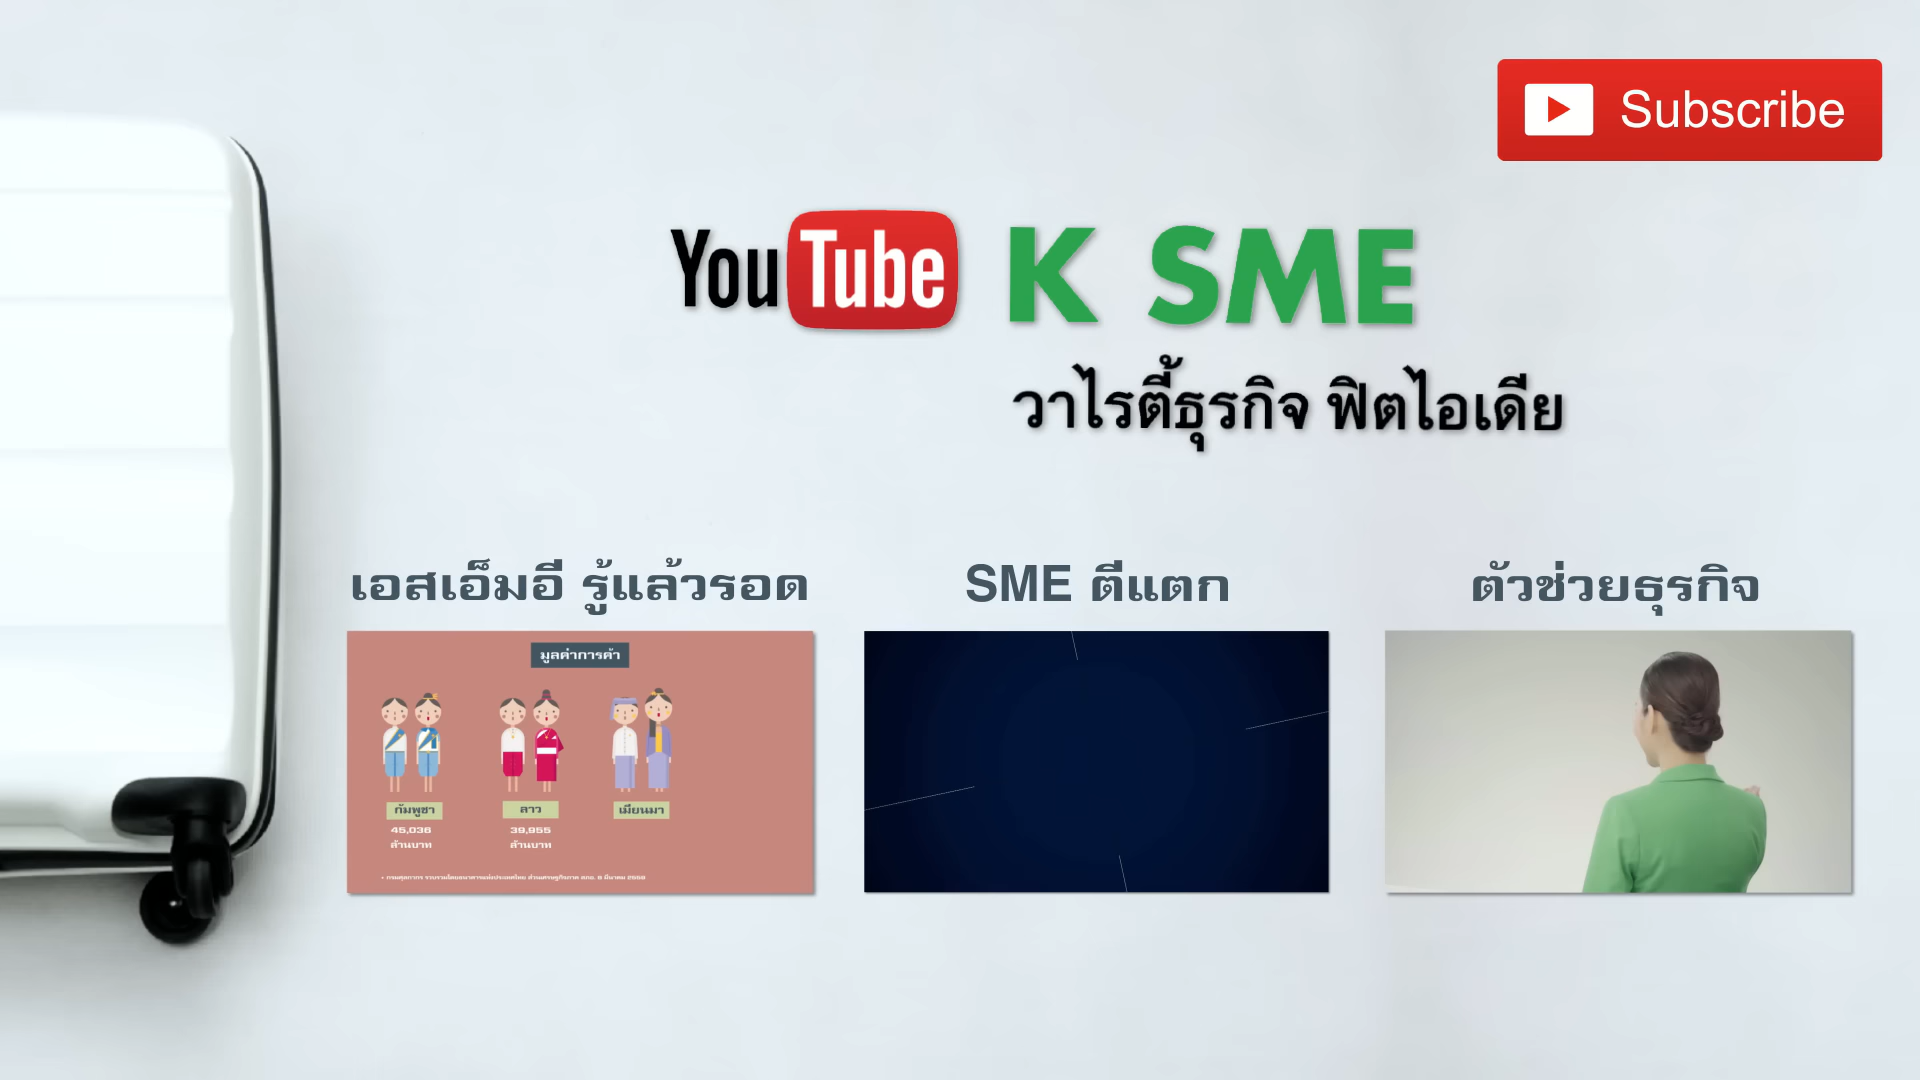 Subscribe
YouTube K SME
วาไรตี้ธุรกิจ ฟิตไอเดีย
เอสเอ็มอี รู้แล้วรอด
SME ตีแตก
ตัวช่วยธุรกิจ
มูลค่าการค้า
กัมพูชา
ลาว
เมียนมา
45,036
39,955
ล้านบาท
ล้านบาท